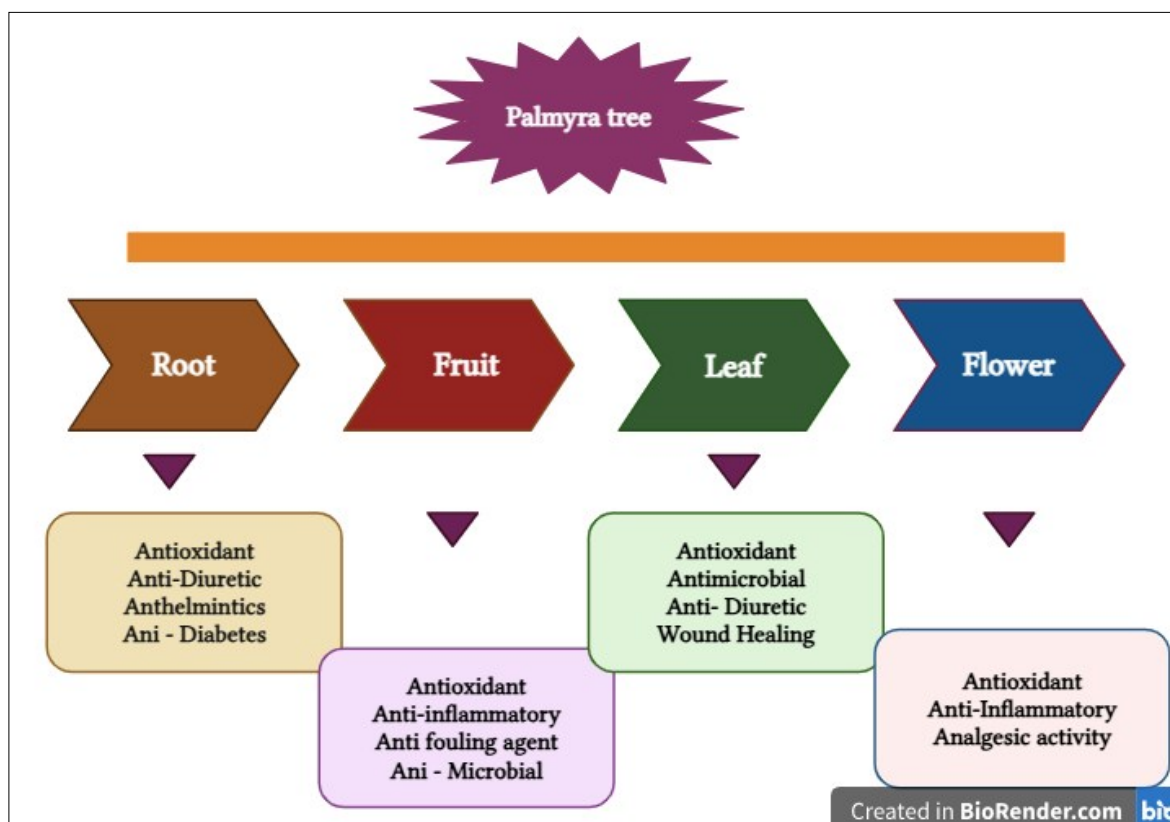 Palmyra tree
Root
Fruit
Leaf
Flower
Antioxidant
Anti-Diuretic
Anthelmintics
Ani - Diabetes
Antioxidant
Anti-inflammatory
Anti fouling agent
Ani - Microbial
Antioxidant
Antimicrobial
Anti- Diuretic
Wound Healing
Antioxidant
Anti-Inflammatory
Analgesic activity
Created in BioRender.com